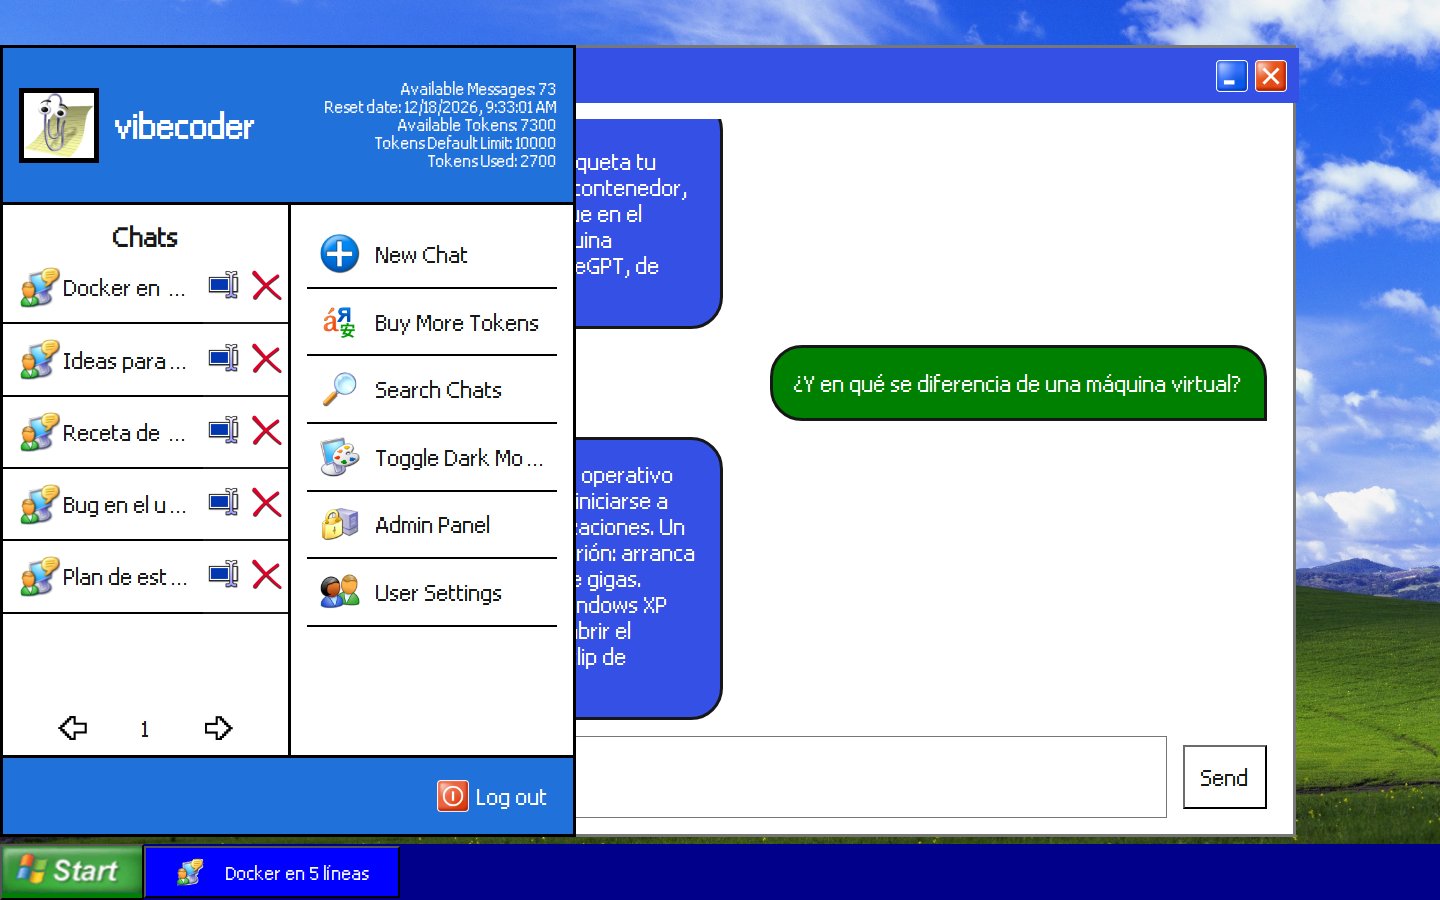 vibecoder
Available Messages: 73
Reset date: 12/18/2026, 9:33:01 AM
Available Tokens: 7300
Tokens Default Limit: 10000
Tokens Used: 2700
Chats
Docker en ...
Ideas para ...
Receta de ...
Bug en el u ...
Plan de est ...
1
New Chat
Buy More Tokens
Search Chats
Toggle Dark Mo ...
Admin Panel
User Settings
Log out
queta tu
contenedor,
ue en el
uina
eGPT, de
¿Y en qué se diferencia de una máquina virtual?
operativo
iniciarse a
zaciones. Un
rión: arranca
e gigas.
ndows XP
abrir el
lip de
Send
Start
Docker en 5 líneas